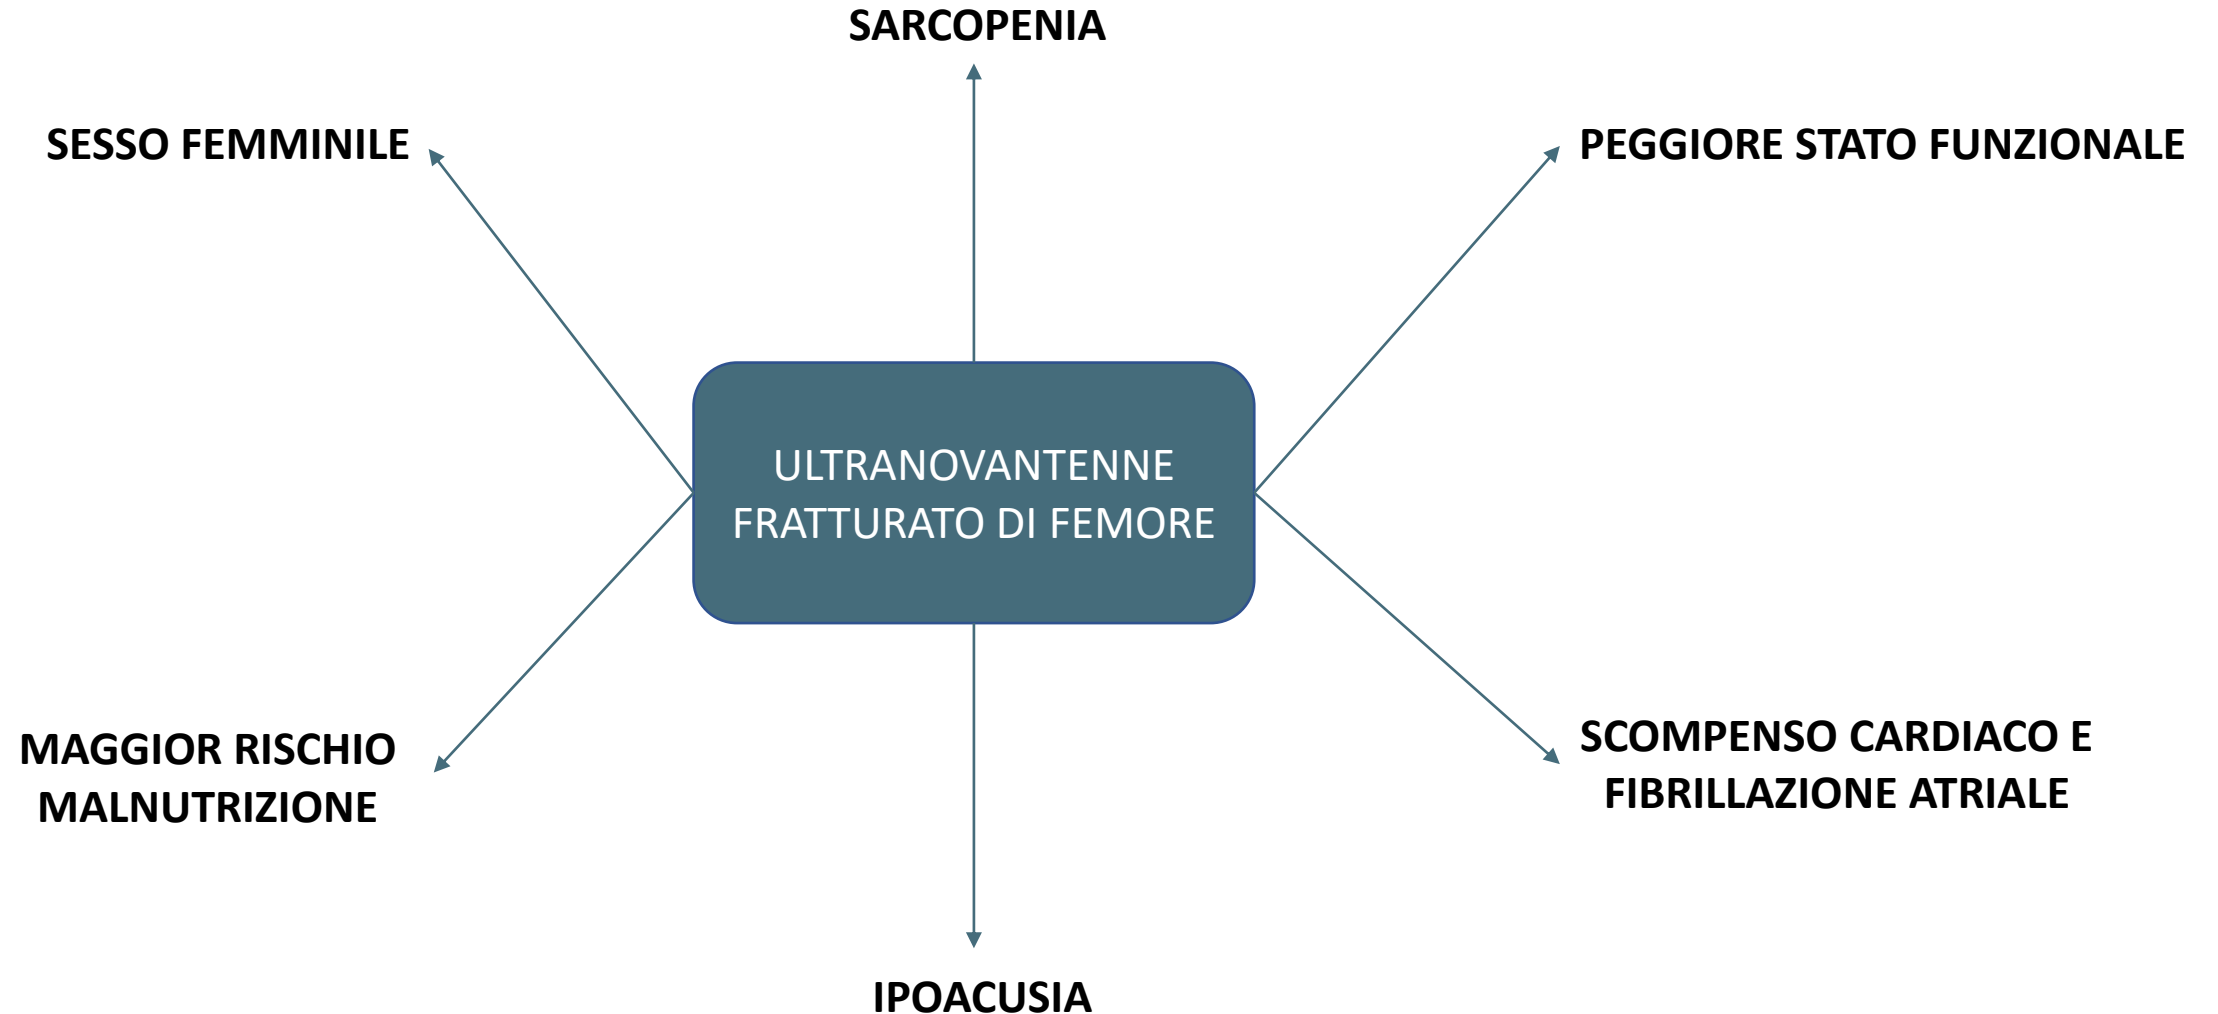 SARCOPENIA
SESSO FEMMINILE
PEGGIORE STATO FUNZIONALE
ULTRANOVANTENNE
FRATTURATO DI FEMORE
MAGGIOR RISCHIO
MALNUTRIZIONE
SCOMPENSO CARDIACO E
FIBRILLAZIONE ATRIALE
IPOACUSIA